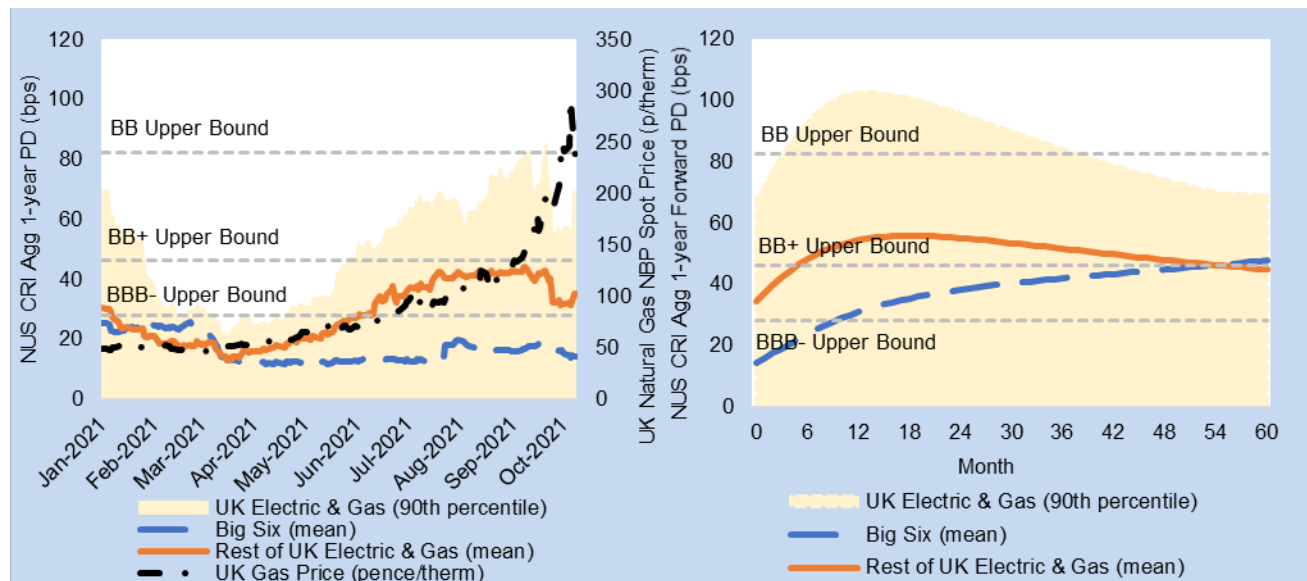 NUS CRI Agg 1-year PD (bps)
120
100
80
60
40
20
0
BB Upper Bound
BB+ Upper Bound
BBB- Upper Bound
350
300
250
200
150
100
50
0
UK Natural Gas NBP Spot Price (p/therm)
Jan-2021
Feb-2021
Mar-2021
Apr-2021
May-2021
Jun-2021
Jul-2021
Aug-2021
Sep-2021
Oct-2021
UK Electric & Gas (90th percentile)
Big Six (mean)
Rest of UK Electric & Gas (mean)
UK Gas Price (pence/therm)
NUS CRI Agg 1-year Forward PD (bps)
120
100
80
60
40
20
0
BB Upper Bound
BB+ Upper Bound
BBB- Upper Bound
0
6
12
18
24
30
36
42
48
54
60
Month
UK Electric & Gas (90th percentile)
Big Six (mean)
Rest of UK Electric & Gas (mean)